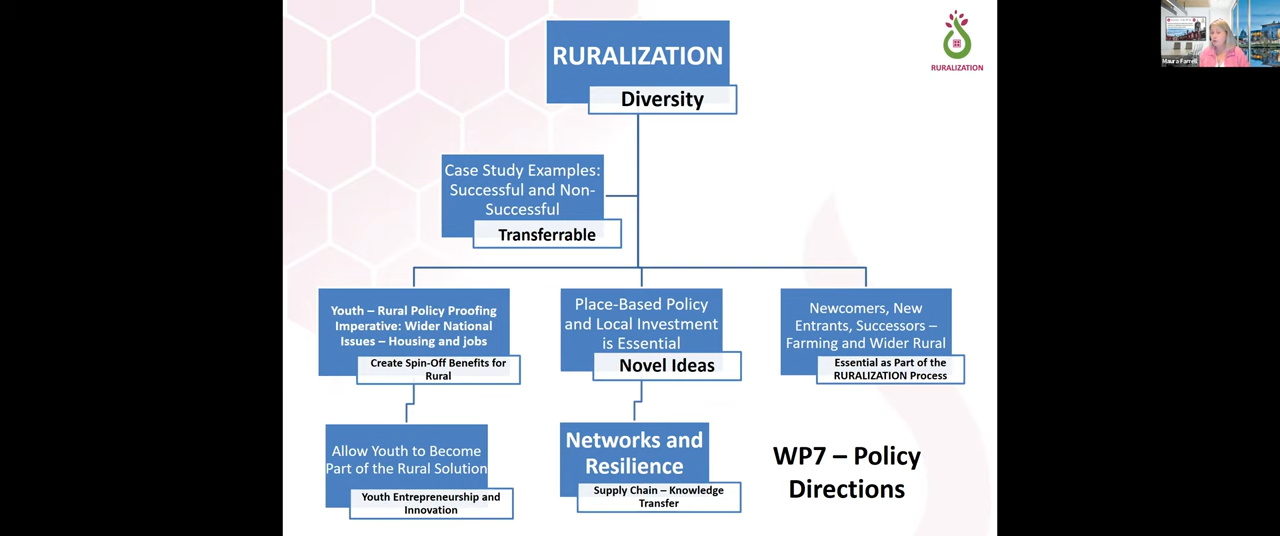 RURALIZATION
Diversity
RURALIZATION
Maura Farrell
Case Study Examples:
Successful and Non-
Successful
Transferrable
Youth – Rural Policy Proofing
Imperative: Wider National
Issues – Housing and jobs
Create Spin-Off Benefits for
Rural
Place-Based Policy
and Local Investment
is Essential
Novel Ideas
Newcomers, New
Entrants, Successors –
Farming and Wider Rural
Essential as Part of the
RURALIZATION Process
Allow Youth to Become
Part of the Rural Solution
Youth Entrepreneurship and
Innovation
Networks and
Resilience
Supply Chain – Knowledge
Transfer
WP7 – Policy
Directions